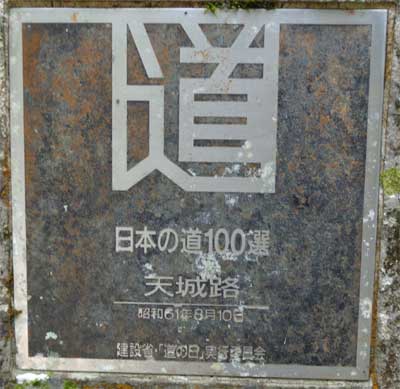 道
日本の道100選
天城路
昭和61年8月10日
建設省・「道の日」実行委員会